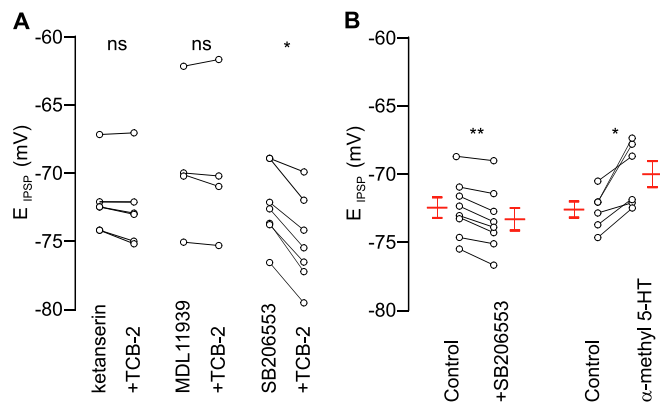 A
B
ns
ns
*
**
*
E IPSP (mV)
-60
-65
-70
-75
-80
ketanserin
+TCB-2
MDL11939
+TCB-2
SB206553
+TCB-2
E IPSP (mV)
-60
-65
-70
-75
-80
Control
+SB206553
Control
α-methyl 5-HT